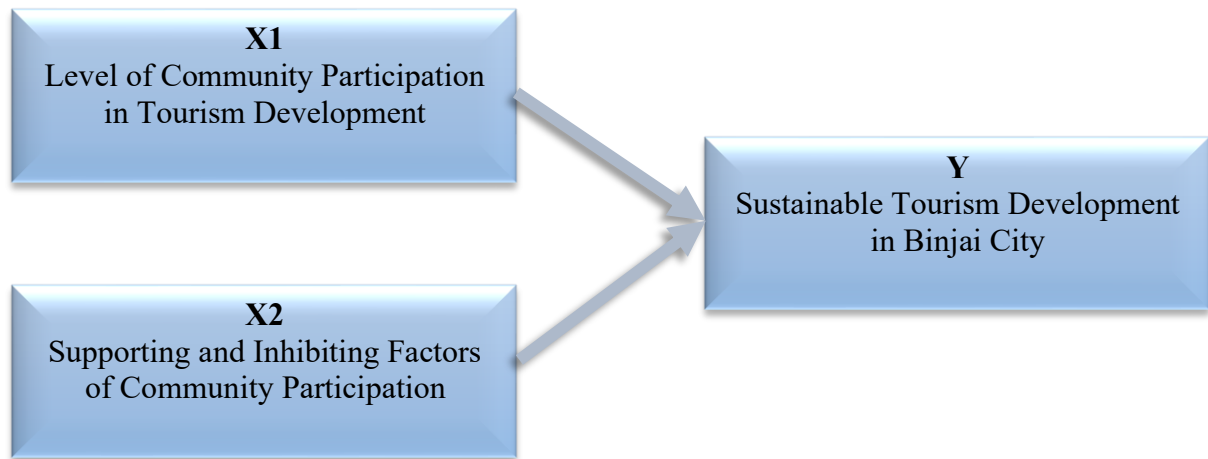 X1
Level of Community Participation
in Tourism Development
Y
Sustainable Tourism Development
in Binjai City
X2
Supporting and Inhibiting Factors
of Community Participation